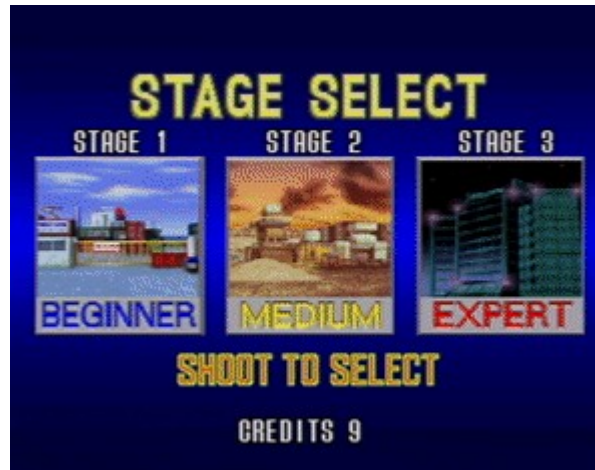 STAGE SELECT
STAGE 1 STAGE 2 STAGE 3
BEGINNER MEDIUM EXPERT
SHOOT TO SELECT
CREDITS 9